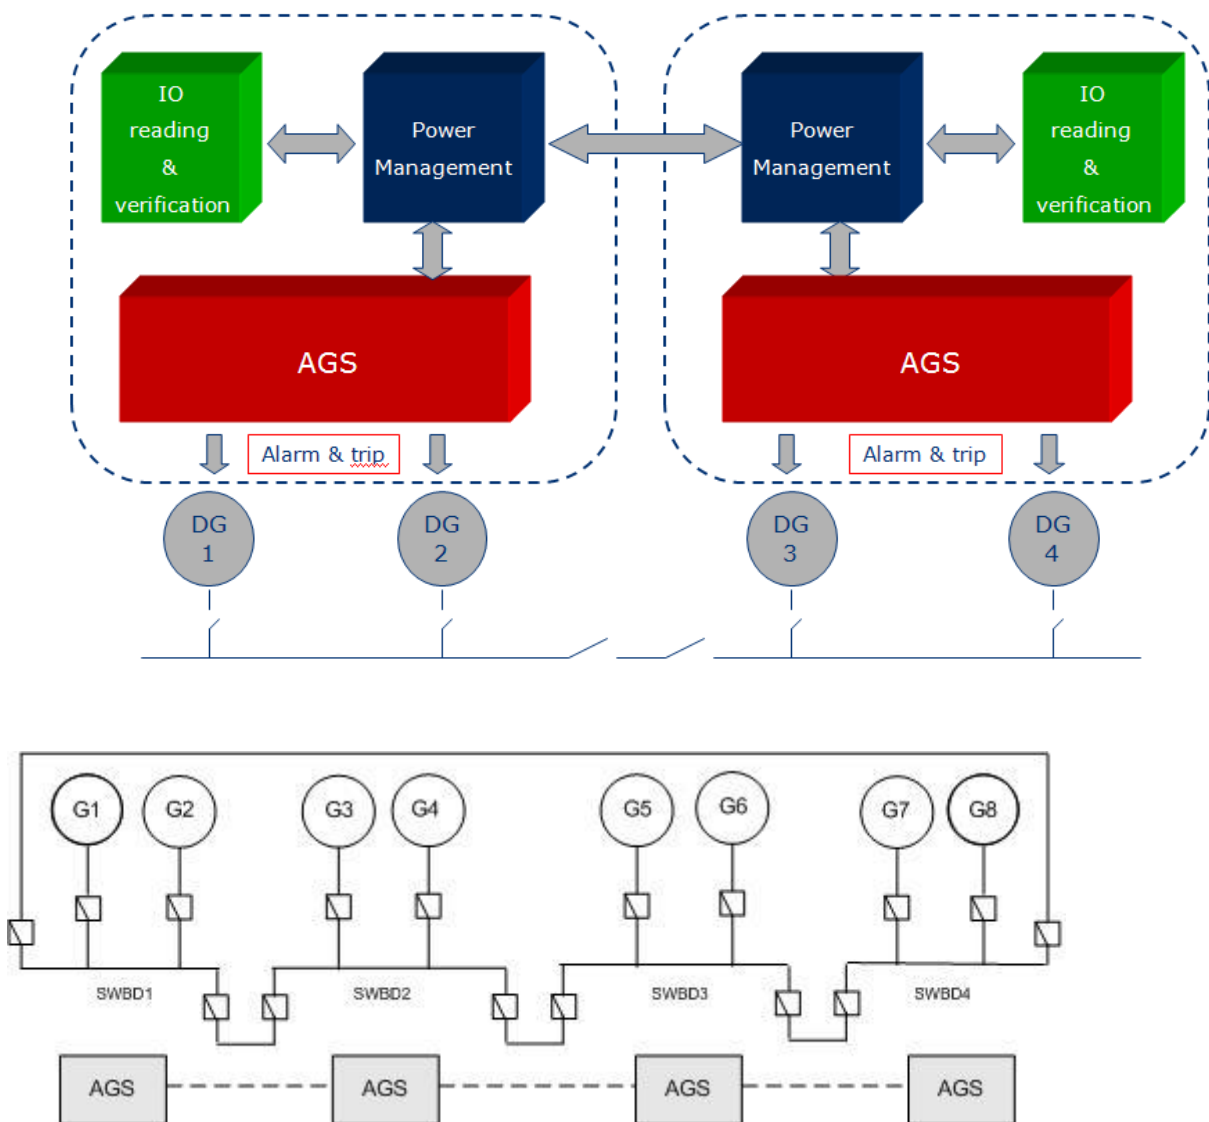 IO
reading
&
verification
Power
Management
Power
Management
IO
reading
&
verification
AGS
AGS
Alarm & trip
Alarm & trip
DG
1
DG
2
DG
3
DG
4
G1
G2
G3
G4
G5
G6
G7
G8
SWBD1
SWBD2
SWBD3
SWBD4
AGS
AGS
AGS
AGS